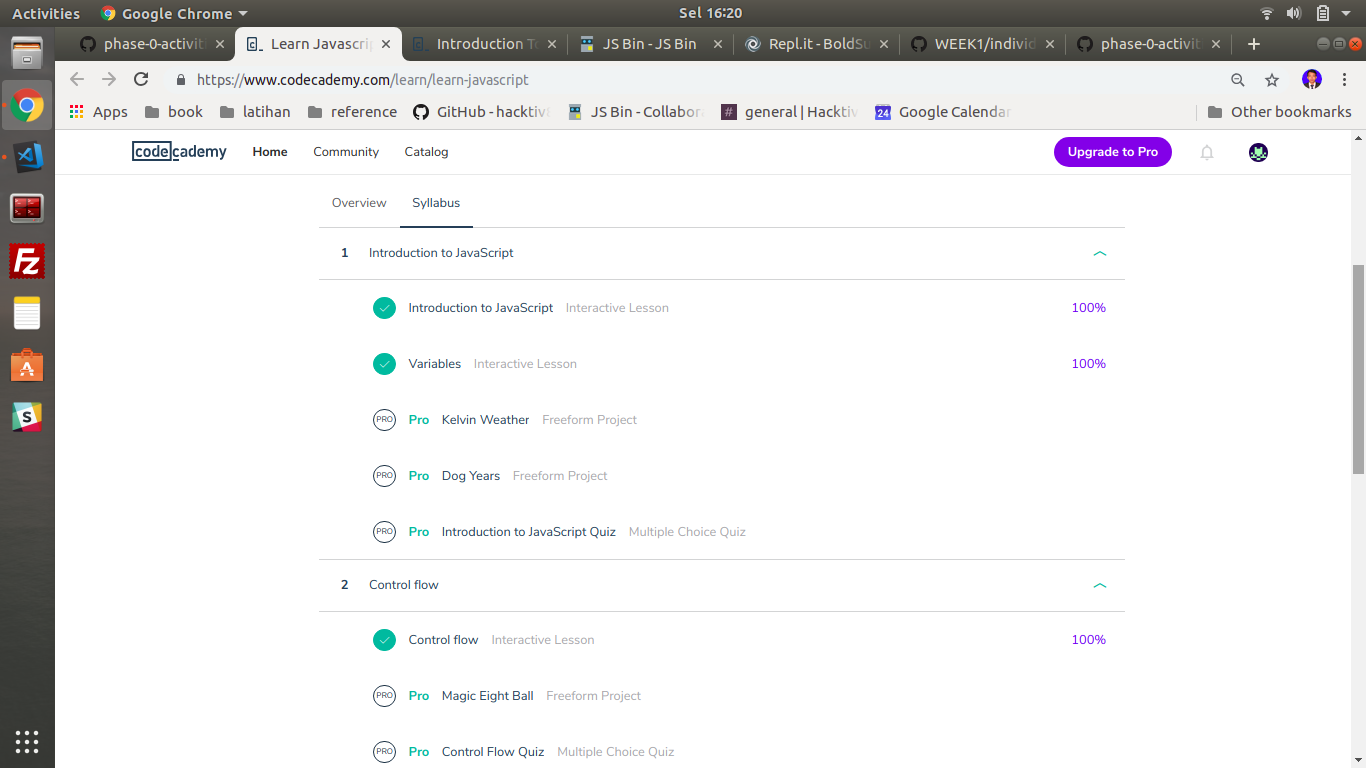 Activities Google Chrome Sel 16:20
phase-0-activit Learn Javascri Introduction To JS Bin - JS Bin Repl.it - BoldSu WEEK1/individ phase-0-activit
https://www.codecademy.com/learn/learn-javascript
Apps book latihan reference GitHub - hacktiv JS Bin - Collabor general | Hacktiv 24 Google Calendar Other bookmarks
codecademy Home Community Catalog Upgrade to Pro
Overview Syllabus
1 Introduction to JavaScript
Introduction to JavaScript Interactive Lesson 100%
Variables Interactive Lesson 100%
PRO Pro Kelvin Weather Freeform Project
PRO Pro Dog Years Freeform Project
PRO Pro Introduction to JavaScript Quiz Multiple Choice Quiz
2 Control flow
Control flow Interactive Lesson 100%
PRO Pro Magic Eight Ball Freeform Project
PRO Pro Control Flow Quiz Multiple Choice Quiz